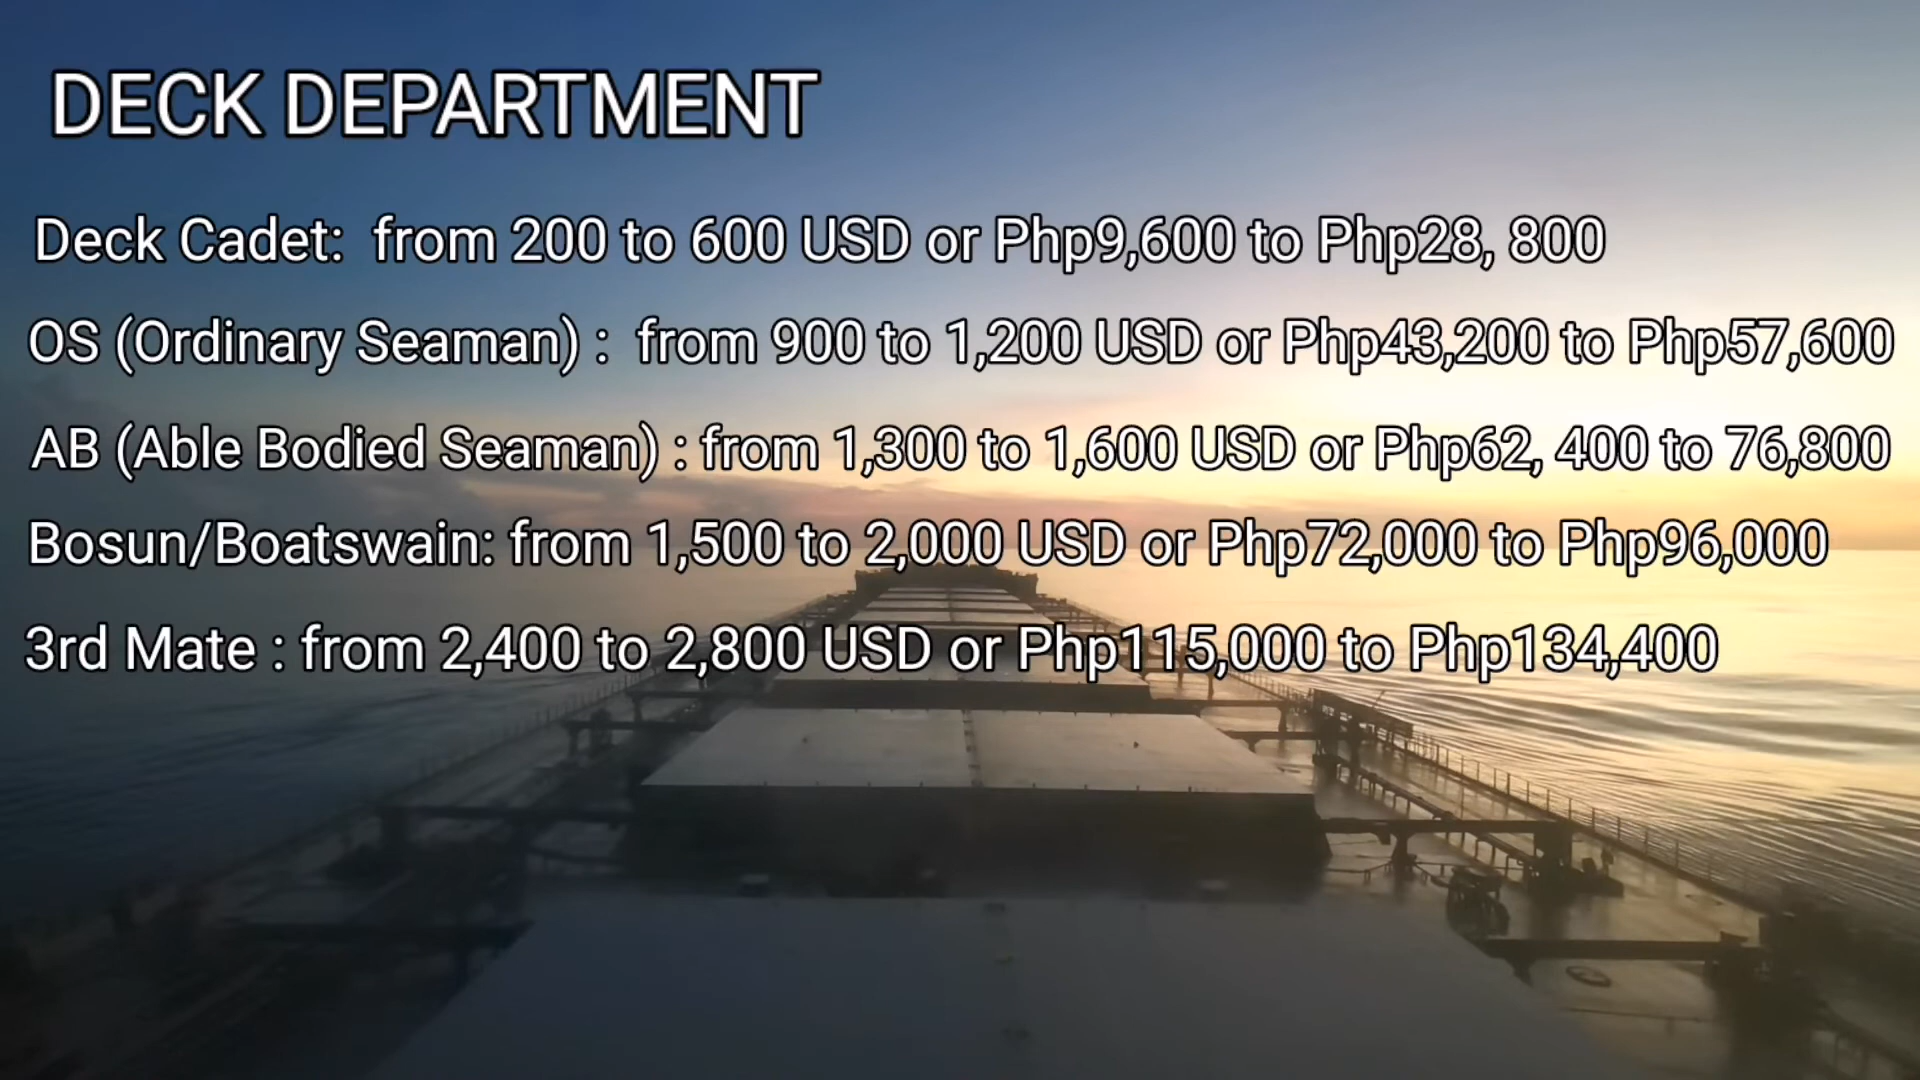 DECK DEPARTMENT
Deck Cadet: from 200 to 600 USD or Php9,600 to Php28, 800
OS (Ordinary Seaman) : from 900 to 1,200 USD or Php43,200 to Php57,600
AB (Able Bodied Seaman) : from 1,300 to 1,600 USD or Php62, 400 to 76,800
Bosun/Boatswain: from 1,500 to 2,000 USD or Php72,000 to Php96,000
3rd Mate : from 2,400 to 2,800 USD or Php115,000 to Php134,400